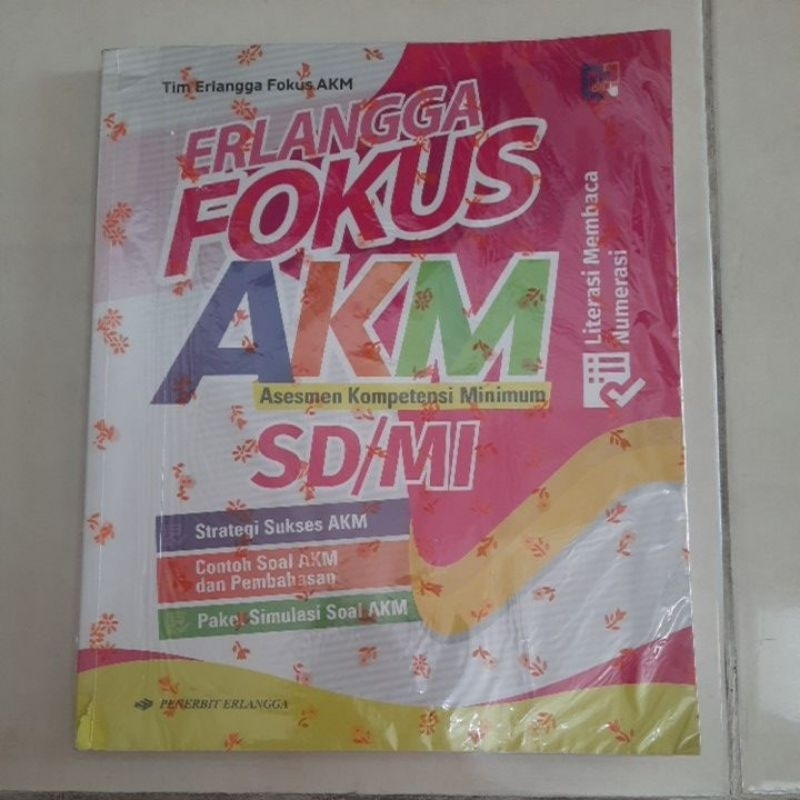 Tim Erlangga Fokus AKM
ERLANGGA
FOKUS
AKM
Asesmen Kompetensi Minimum
SD/MI
Literasi Membaca
Numerasi
Strategi Sukses AKM
Contoh Soal AKM
dan Pembahasan
Paket Simulasi Soal AKM
PENERBIT ERLANGGA